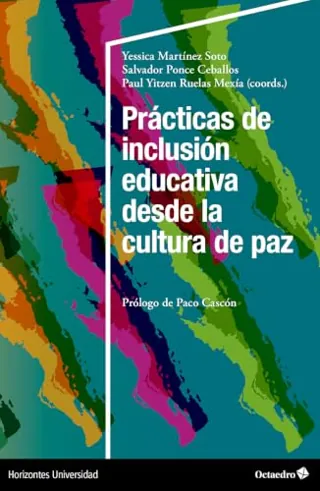 Yessica Martínez Soto
Salvador Ponce Ceballos
Paul Yitzen Ruelas Mexía (coords.)
Prácticas de
inclusión
educativa
desde la
cultura de paz
Prólogo de Paco Cascón
Horizontes Universidad
Octaedro